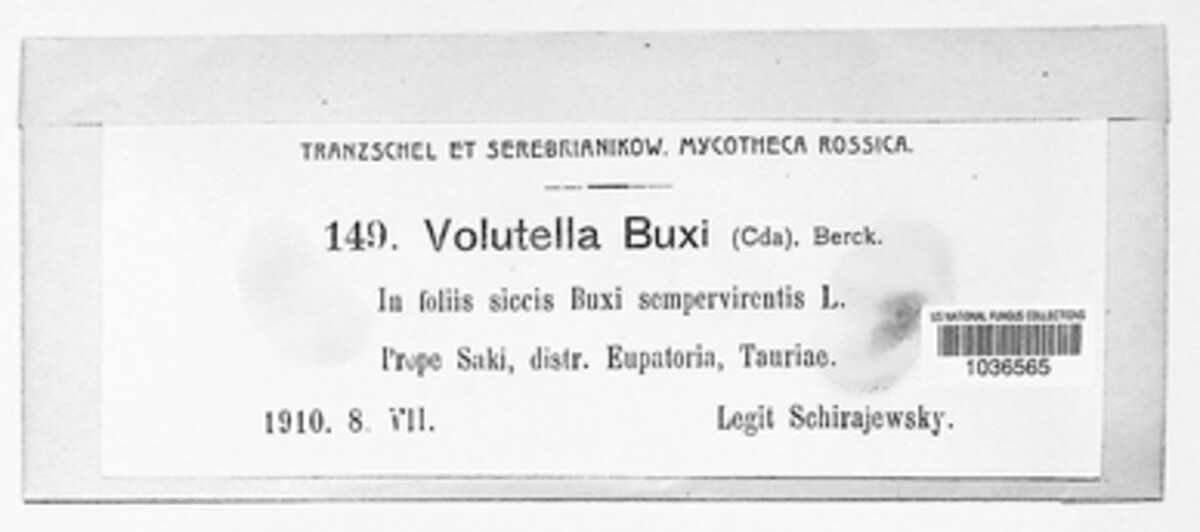 TRANZSCHEL ET SEREBRIANIKOW. MYCOTHECA ROSSICA.
149. Volutella Buxi (Cda). Berck.
In foliis siccis Buxi sempervirentis L.
Prope Saki, distr. Eupatoria, Tauriae.
US NATIONAL FUNGUS COLLECTIONS
1036565
1910. 8. VII. Legit Schirajewsky.